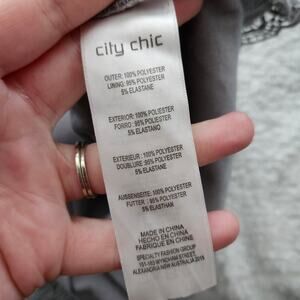 city chic
OUTER: 100% POLYESTER
LINING: 95% POLYESTER
5% ELASTANE
EXTERIOR: 100% POLYESTER
FORRO: 95% POLYESTER
5% ELASTANO
EXTERIEUR: 100% POLYESTER
DOUBLURE: 95% POLYESTER
5% ELASTANE
AUSSENSEITE: 100% POLYESTER
FUTTER : 95% POLYESTER
5% ELASTHAN
MADE IN CHINA
HECHO EN CHINA
FABRIQUE EN CHINE
SPECIALTY FASHION GROUP
151-163 WYNDHAM STREET,
ALEXANDRIA NSW AUSTRALIA 2015